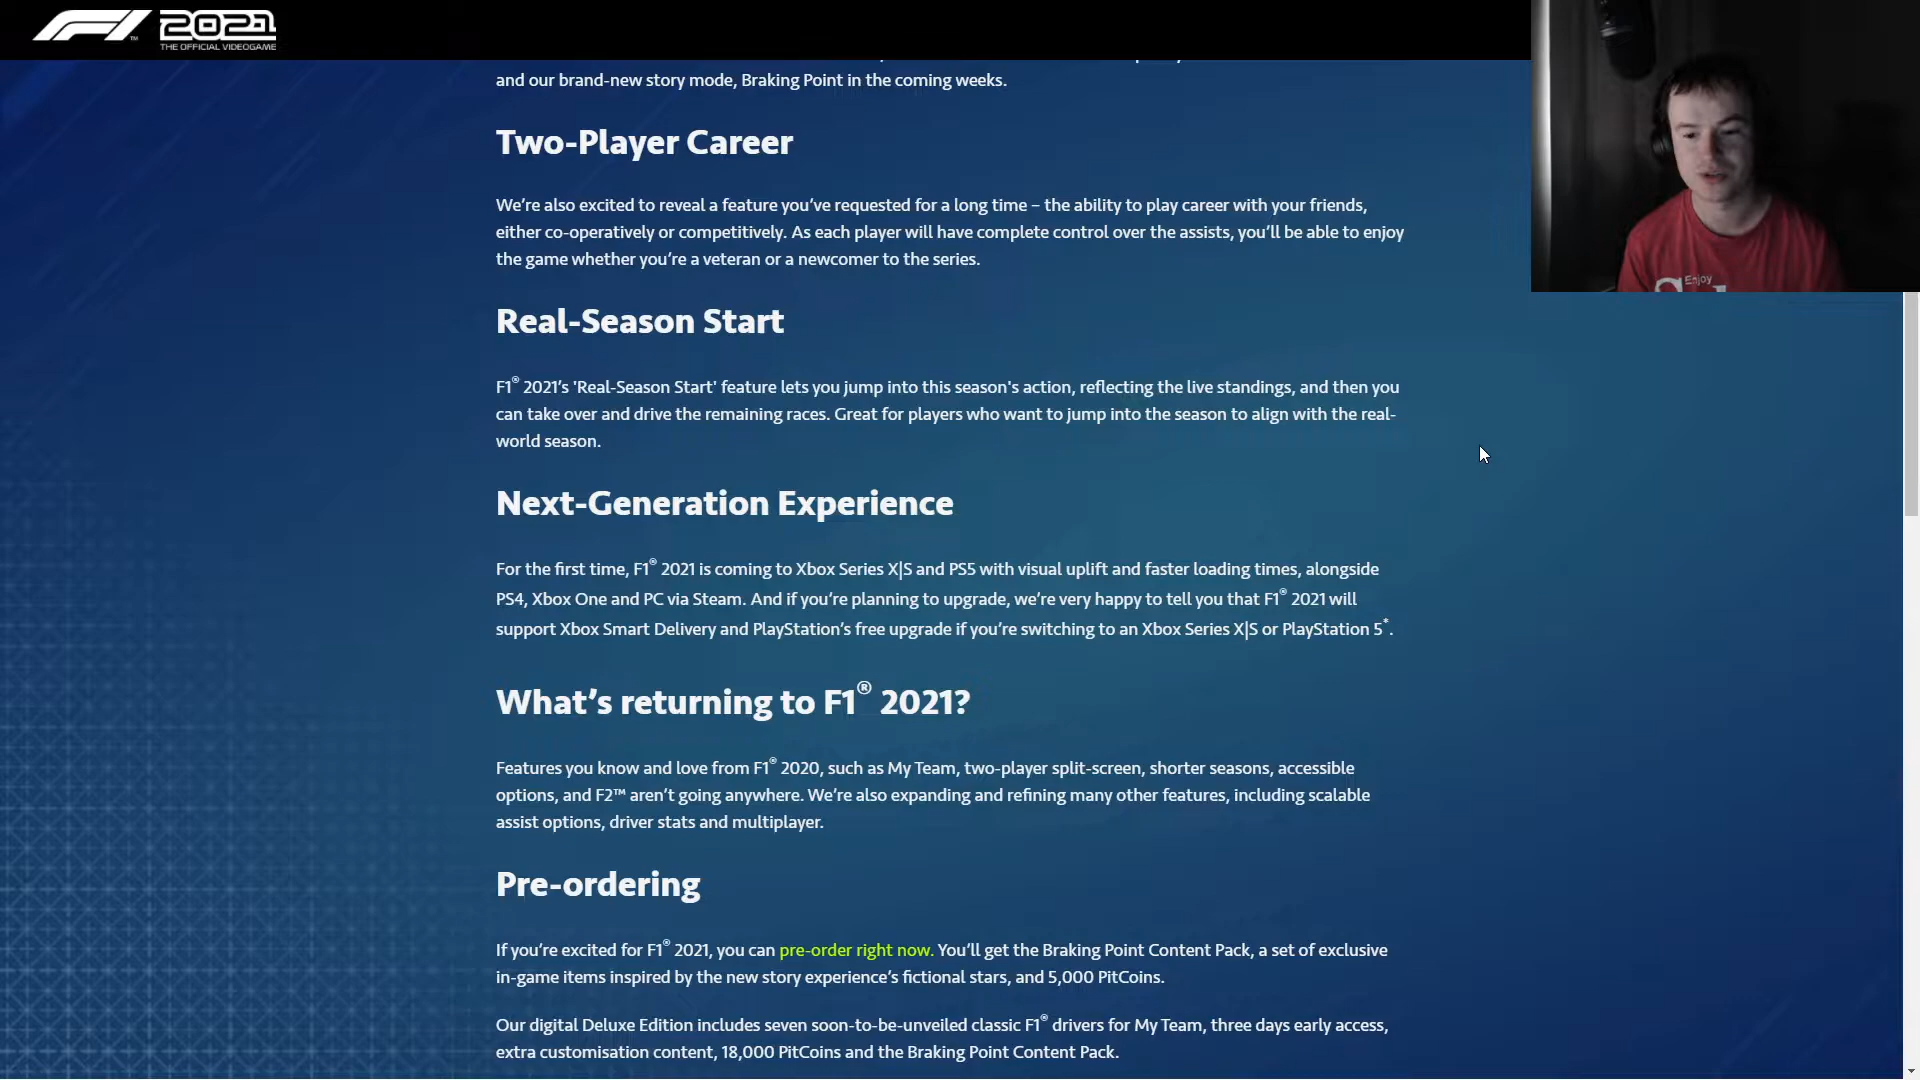 F1™ 2021
THE OFFICIAL VIDEOGAME
and our brand-new story mode, Braking Point in the coming weeks.
Two-Player Career
We’re also excited to reveal a feature you’ve requested for a long time – the ability to play career with your friends,
either co-operatively or competitively. As each player will have complete control over the assists, you’ll be able to enjoy
the game whether you’re a veteran or a newcomer to the series.
Real-Season Start
F1® 2021’s 'Real-Season Start' feature lets you jump into this season's action, reflecting the live standings, and then you
can take over and drive the remaining races. Great for players who want to jump into the season to align with the real-
world season.
Next-Generation Experience
For the first time, F1® 2021 is coming to Xbox Series X|S and PS5 with visual uplift and faster loading times, alongside
PS4, Xbox One and PC via Steam. And if you’re planning to upgrade, we’re very happy to tell you that F1® 2021 will
support Xbox Smart Delivery and PlayStation’s free upgrade if you’re switching to an Xbox Series X|S or PlayStation 5*.
What’s returning to F1® 2021?
Features you know and love from F1® 2020, such as My Team, two-player split-screen, shorter seasons, accessible
options, and F2™ aren’t going anywhere. We’re also expanding and refining many other features, including scalable
assist options, driver stats and multiplayer.
Pre-ordering
If you’re excited for F1® 2021, you can pre-order right now. You’ll get the Braking Point Content Pack, a set of exclusive
in-game items inspired by the new story experience’s fictional stars, and 5,000 PitCoins.
Our digital Deluxe Edition includes seven soon-to-be-unveiled classic F1® drivers for My Team, three days early access,
extra customisation content, 18,000 PitCoins and the Braking Point Content Pack.
Enjoy